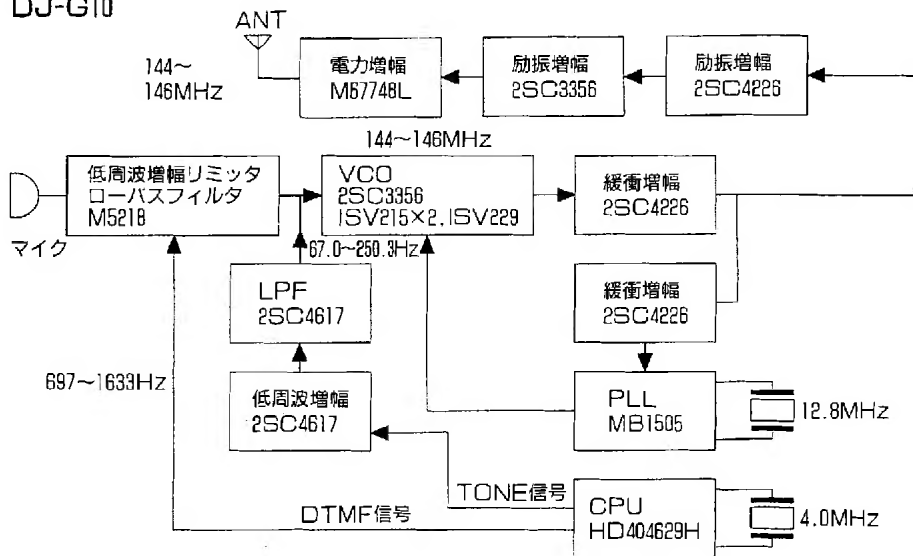 DJ-G10
ANT
144~
146MHz
電力増幅
M67748L
励振増幅
2SC3356
励振増幅
2SC4226
144~146MHz
低周波増幅リミッタ
ローパスフィルタ
M5218
マイク
VCO
2SC3356
ISV215×2.ISV229
緩衝増幅
2SC4226
67.0~250.3Hz
LPF
2SC4617
緩衝増幅
2SC4226
697~1633Hz
低周波増幅
2SC4617
PLL
MB1505
12.8MHz
TONE信号
DTMF信号
CPU
HD404629H
4.0MHz